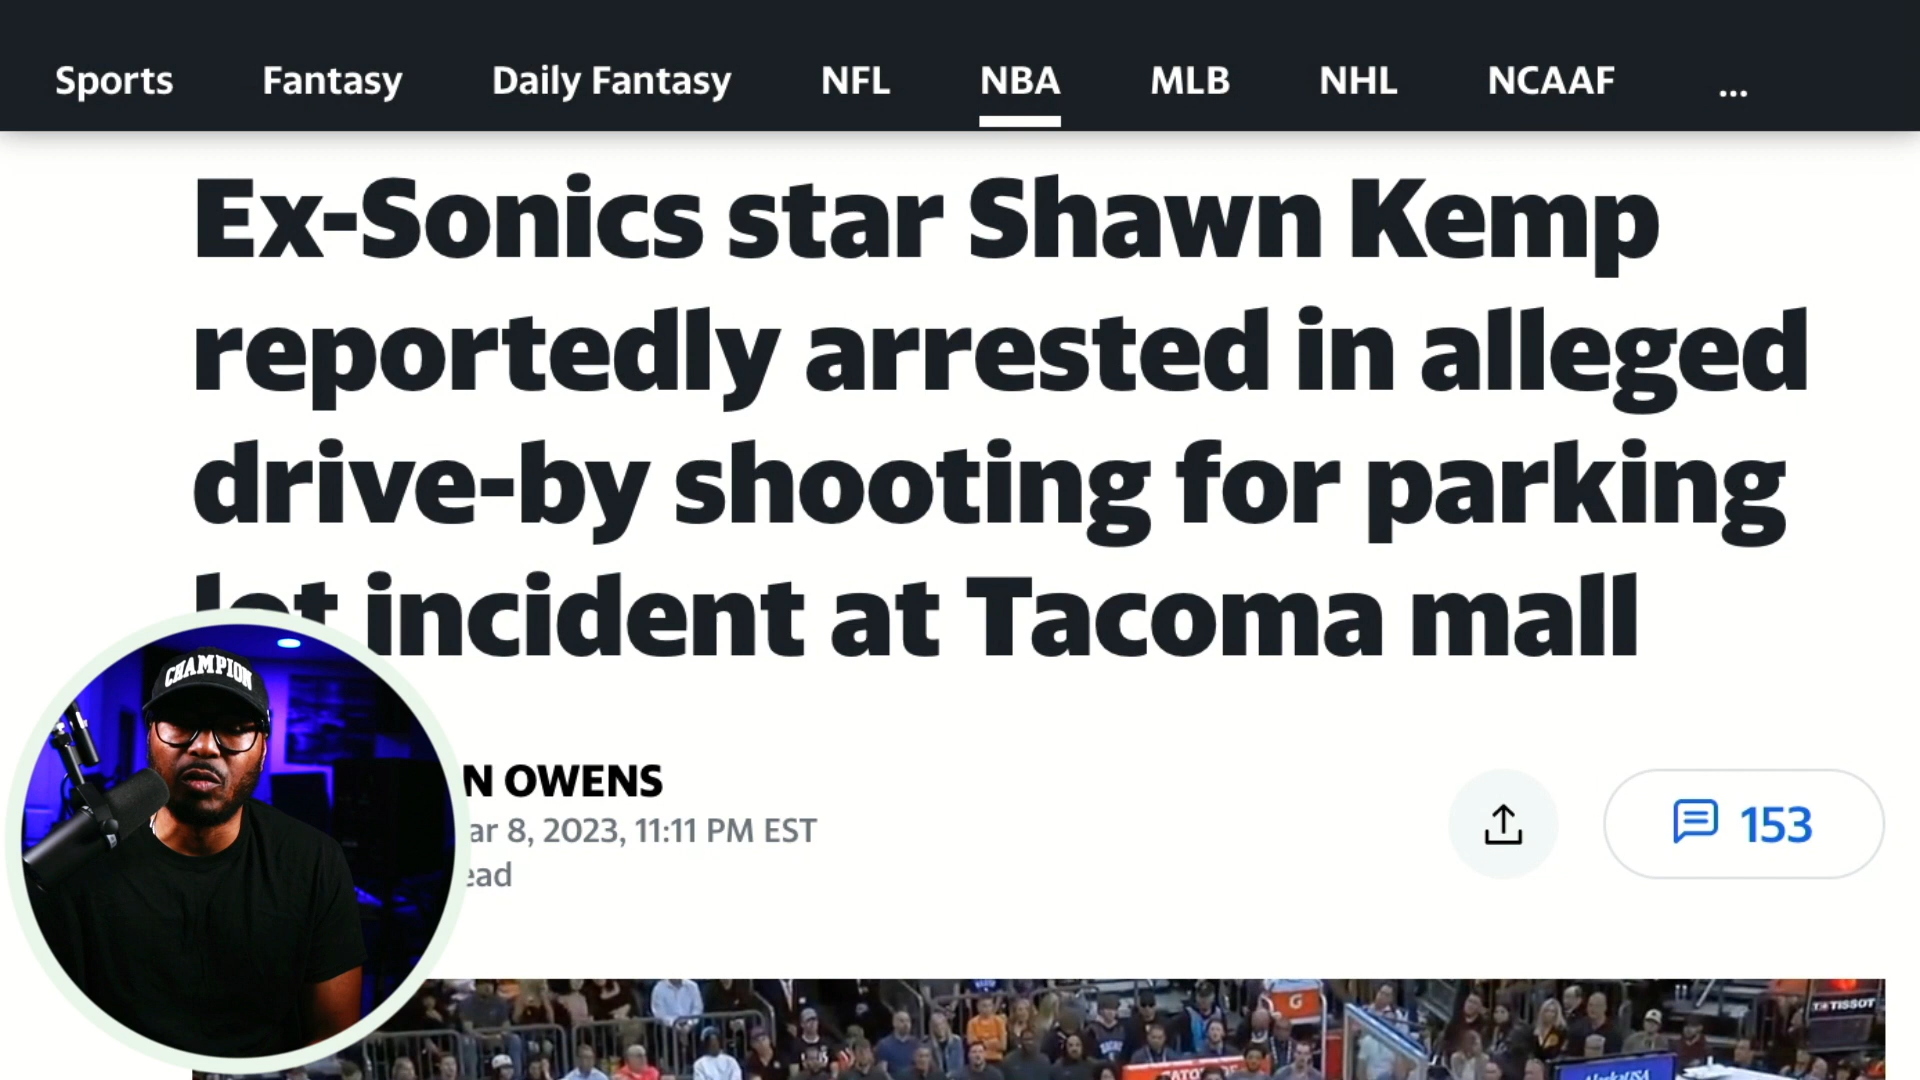 Sports Fantasy Daily Fantasy NFL NBA MLB NHL NCAAF ...
Ex-Sonics star Shawn Kemp
reportedly arrested in alleged
drive-by shooting for parking
lot incident at Tacoma mall
CHAMPION
N OWENS
ar 8, 2023, 11:11 PM EST
ead
153
G
TISSOT